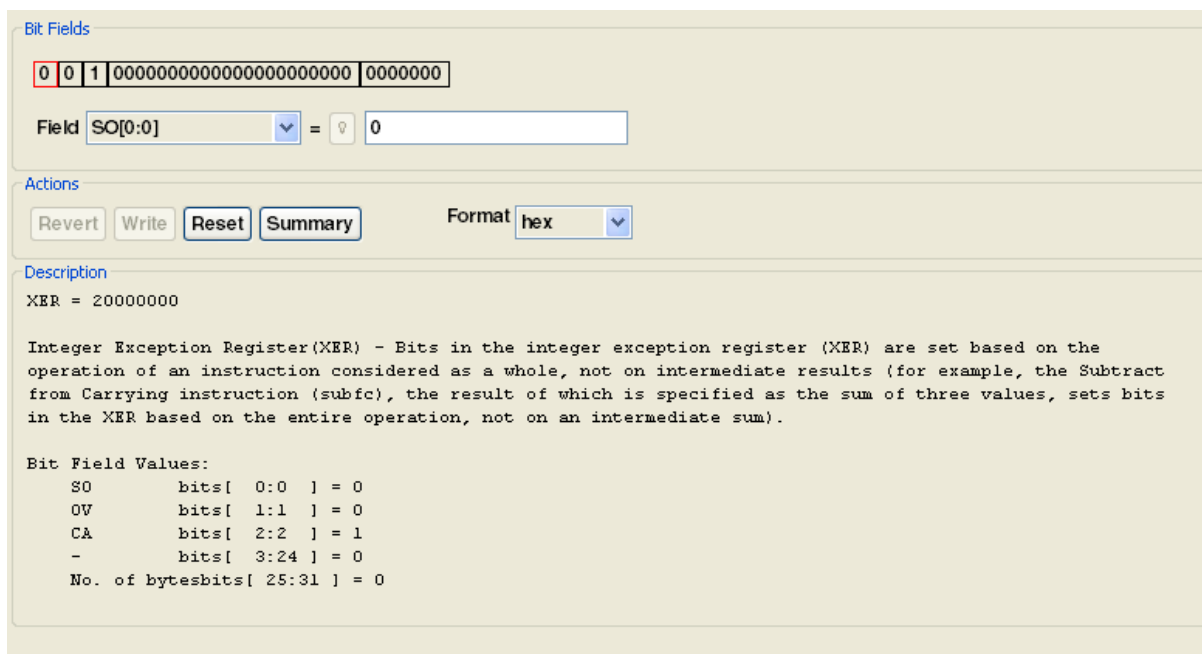 Bit Fields
0 0 1 0000000000000000000000 0000000
Field SO[0:0] = 0
Actions
Revert Write Reset Summary Format hex
Description
XER = 20000000
Integer Exception Register(XER) - Bits in the integer exception register (XER) are set based on the
operation of an instruction considered as a whole, not on intermediate results (for example, the Subtract
from Carrying instruction (subfc), the result of which is specified as the sum of three values, sets bits
in the XER based on the entire operation, not on an intermediate sum).
Bit Field Values:
SO bits[ 0:0 ] = 0
OV bits[ 1:1 ] = 0
CA bits[ 2:2 ] = 1
- bits[ 3:24 ] = 0
No. of bytesbits[ 25:31 ] = 0